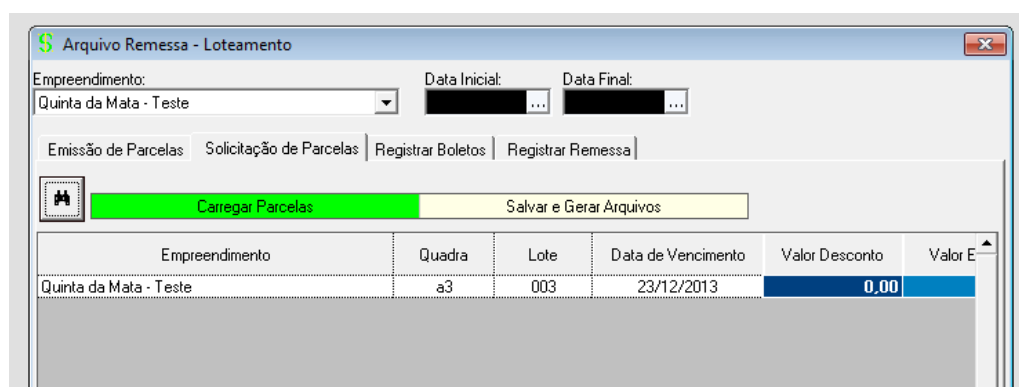 $ Arquivo Remessa - Loteamento
Empreendimento: Data Inicial: Data Final:
Quinta da Mata - Teste ... ...
Emissão de Parcelas Solicitação de Parcelas Registrar Boletos Registrar Remessa
Carregar Parcelas Salvar e Gerar Arquivos
Empreendimento Quadra Lote Data de Vencimento Valor Desconto Valor E
Quinta da Mata - Teste a3 003 23/12/2013 0,00